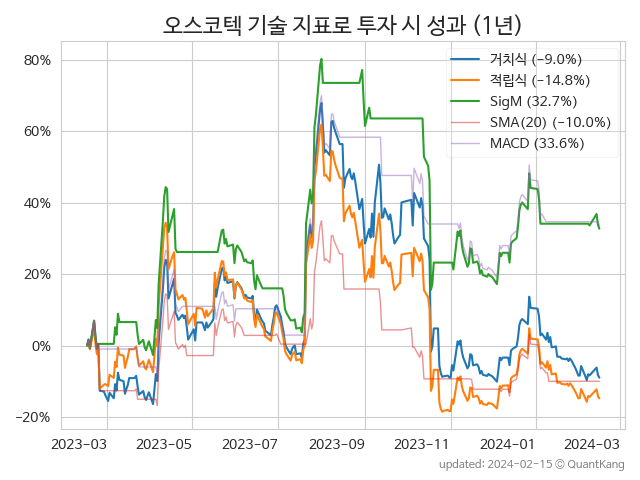 오스코텍 기술 지표로 투자 시 성과 (1년)
80%
60%
40%
20%
0%
−20%
거치식 (−9.0%)
적립식 (−14.8%)
SigM (32.7%)
SMA(20) (−10.0%)
MACD (33.6%)
2023-03 2023-05 2023-07 2023-09 2023-11 2024-01 2024-03
updated: 2024-02-15 © QuantKang